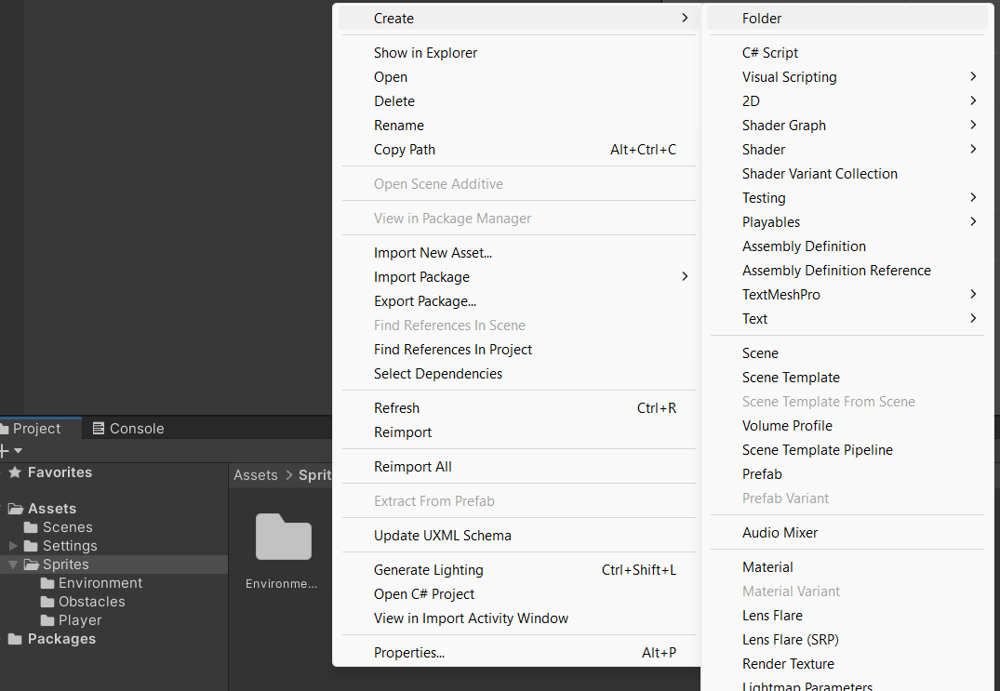 Create
Show in Explorer
Open
Delete
Rename
Copy Path Alt+Ctrl+C
Open Scene Additive
View in Package Manager
Import New Asset...
Import Package
Export Package...
Find References In Scene
Find References In Project
Select Dependencies
Refresh Ctrl+R
Reimport
Reimport All
Extract From Prefab
Update UXML Schema
Generate Lighting Ctrl+Shift+L
Open C# Project
View in Import Activity Window
Properties... Alt+P
Folder
C# Script
Visual Scripting
2D
Shader Graph
Shader
Shader Variant Collection
Testing
Playables
Assembly Definition
Assembly Definition Reference
TextMeshPro
Text
Scene
Scene Template
Scene Template From Scene
Volume Profile
Scene Template Pipeline
Prefab
Prefab Variant
Audio Mixer
Material
Material Variant
Lens Flare
Lens Flare (SRP)
Render Texture
Lightmap Parameters
Project
Console
Favorites
Assets
Scenes
Settings
Sprites
Environment
Obstacles
Player
Packages
Assets > Sprit
Environme...